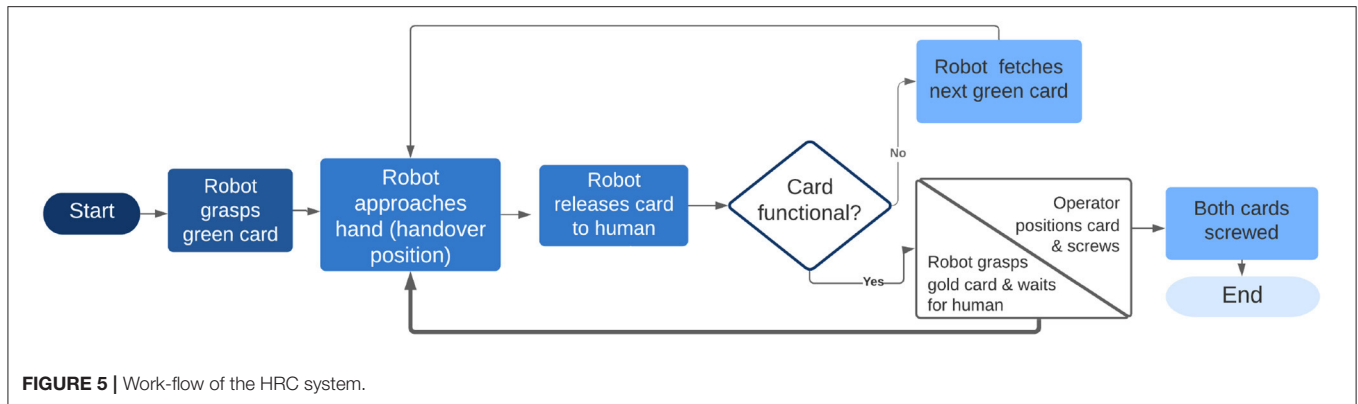 Start
Robot
grasps
green card
Robot
approaches
hand (handover
position)
Robot
releases card
to human
Card
functional?
No
Robot fetches
next green card
Yes
Operator
positions card
& screws
Robot grasps
gold card & waits
for human
Both cards
screwed
End
FIGURE 5 | Work-flow of the HRC system.